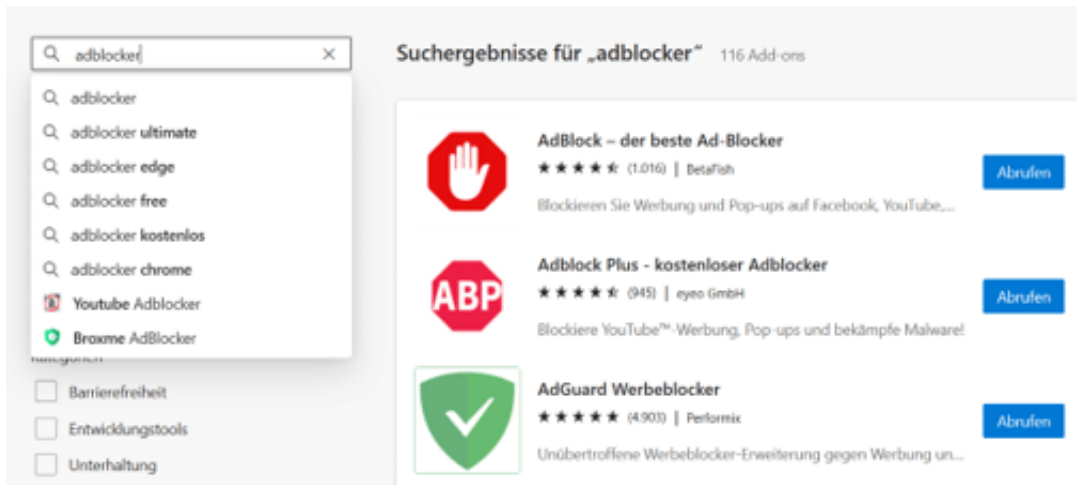 adblocker
adblocker
adblocker ultimate
adblocker edge
adblocker free
adblocker kostenlos
adblocker chrome
Youtube Adblocker
Broxme AdBlocker
Kategorien
Barrierefreiheit
Entwicklungstools
Unterhaltung
Suchergebnisse für „adblocker“ 116 Add-ons
AdBlock – der beste Ad-Blocker
(1.016) | BetaFish
Blockieren Sie Werbung und Pop-ups auf Facebook, YouTube,...
Abrufen
ABP
Adblock Plus - kostenloser Adblocker
(945) | eyeo GmbH
Blockiere YouTube™-Werbung, Pop-ups und bekämpfe Malware!
Abrufen
AdGuard Werbeblocker
(4.903) | Performix
Unübertroffene Werbeblocker-Erweiterung gegen Werbung un...
Abrufen